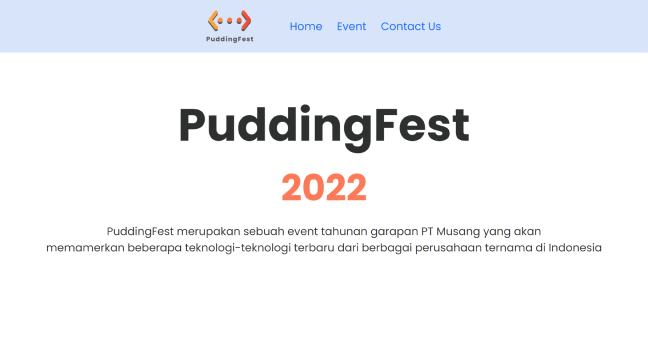 PuddingFest
Home Event Contact Us
PuddingFest
2022
PuddingFest merupakan sebuah event tahunan garapan PT Musang yang akan
memamerkan beberapa teknologi-teknologi terbaru dari berbagai perusahaan ternama di Indonesia